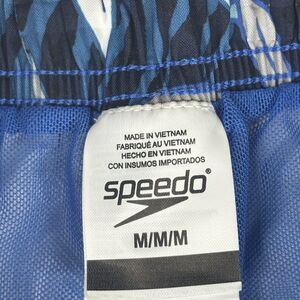 MADE IN VIETNAM
FABRIQUÉ AU VIETNAM
HECHO EN VIETNAM
CON INSUMOS IMPORTADOS
speedo®
M/M/M